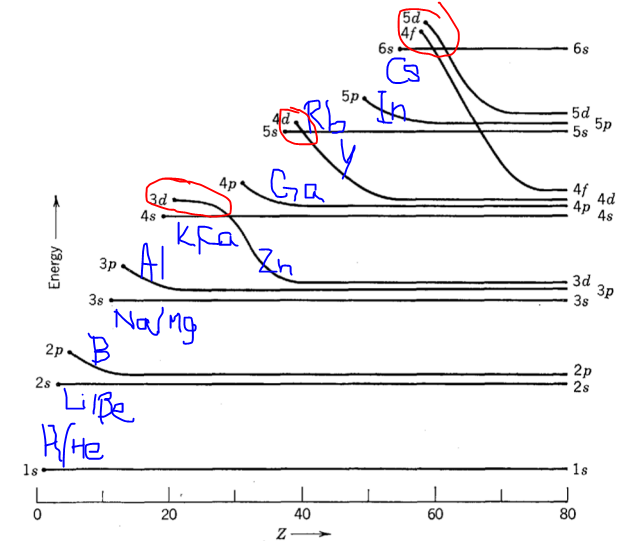 5d
4f
6s 6s
Cs
5p Rb In 5d
4d 5p
5s 5s
y
4p Ga 4f
3d 4d
4p
4s 4s
K
3p Al Zn 3d
3p
3s 3s
Na/Mg
2p B 2p
2s 2s
Li/Be
H/He
1s 1s
0 20 40 60 80
Z
Energy